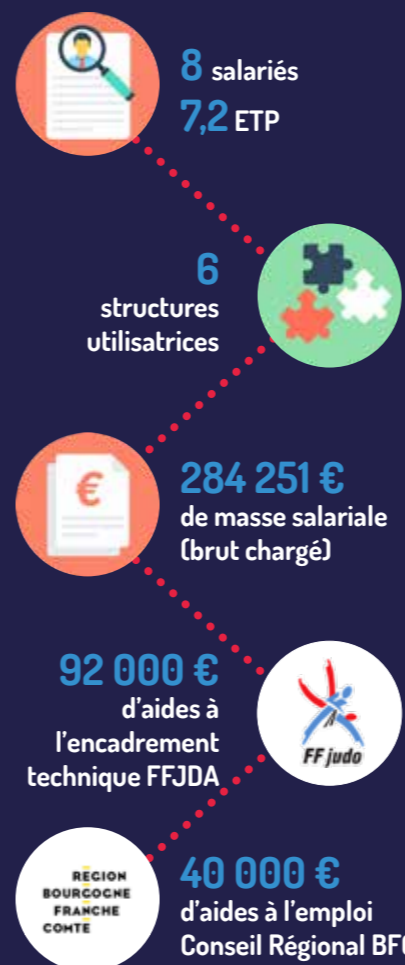 8 salariés
7,2 ETP
6
structures
utilisatrices
€
284 251 €
de masse salariale
(brut chargé)
92 000 €
d'aides à
l'encadrement
technique FFJDA
FF judo
REGION
BOURGOGNE
FRANCHE
COMTE
40 000 €
d'aides à l'emploi
Conseil Régional BF